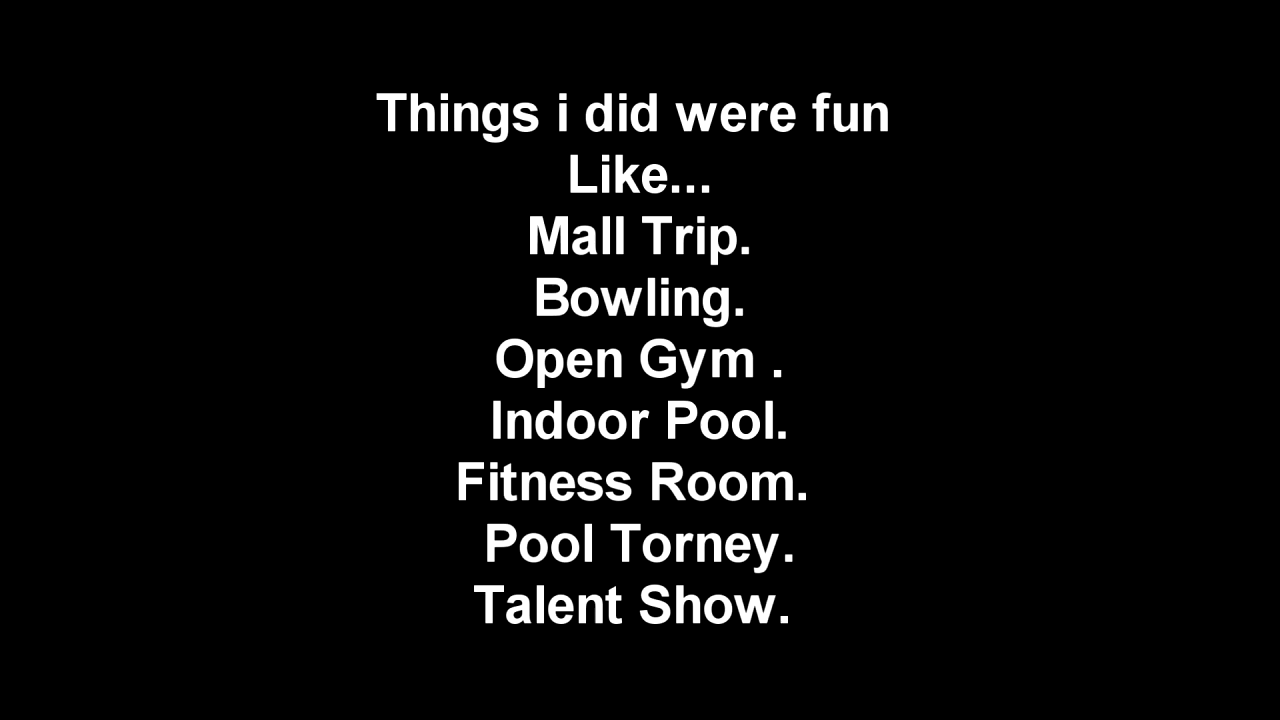 Things i did were fun
Like...
Mall Trip.
Bowling.
Open Gym .
Indoor Pool.
Fitness Room.
Pool Torney.
Talent Show.